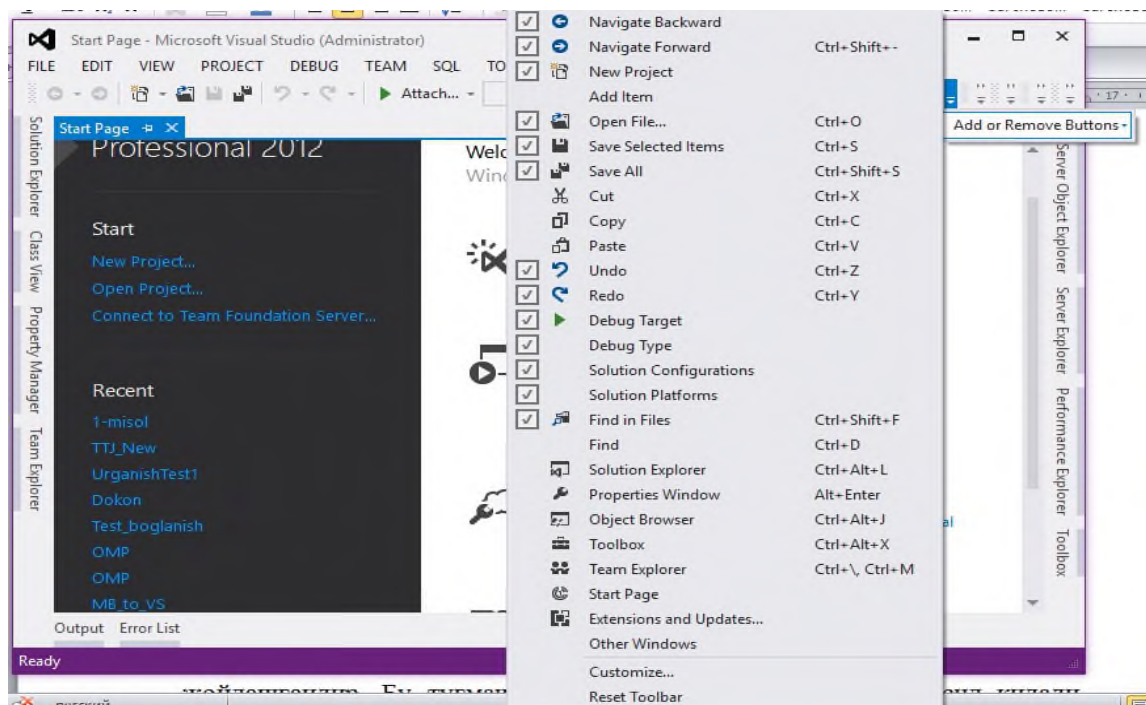 Start Page - Microsoft Visual Studio (Administrator)
FILE EDIT VIEW PROJECT DEBUG TEAM SQL TO
Attach...
Start Page
Solution Explorer
Class View
Property Manager
Team Explorer
Professional 2012
Start
New Project...
Open Project...
Connect to Team Foundation Server...
Recent
1-misol
TTJ_New
UrganishTest1
Dokon
Test_boglanish
OMP
OMP
MB_to_VS
Welc
Wind
Output Error List
Ready
Navigate Backward
Navigate Forward Ctrl+Shift+-
New Project
Add Item
Open File... Ctrl+O
Save Selected Items Ctrl+S
Save All Ctrl+Shift+S
Cut Ctrl+X
Copy Ctrl+C
Paste Ctrl+V
Undo Ctrl+Z
Redo Ctrl+Y
Debug Target
Debug Type
Solution Configurations
Solution Platforms
Find in Files Ctrl+Shift+F
Find Ctrl+D
Solution Explorer Ctrl+Alt+L
Properties Window Alt+Enter
Object Browser Ctrl+Alt+J
Toolbox Ctrl+Alt+X
Team Explorer Ctrl+\, Ctrl+M
Start Page
Extensions and Updates...
Other Windows
Customize...
Reset Toolbar
17
Add or Remove Buttons
Server Object Explorer
Server Explorer
Performance Explorer
Toolbox
al